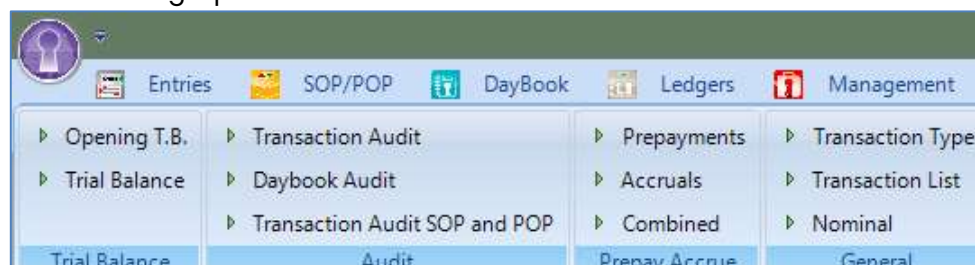 Entries SOP/POP DayBook Ledgers Management
Opening T.B. Transaction Audit Prepayments Transaction Type
Trial Balance Daybook Audit Accruals Transaction List
Transaction Audit SOP and POP Combined Nominal
Trial Balance Audit Prepay Accrue General